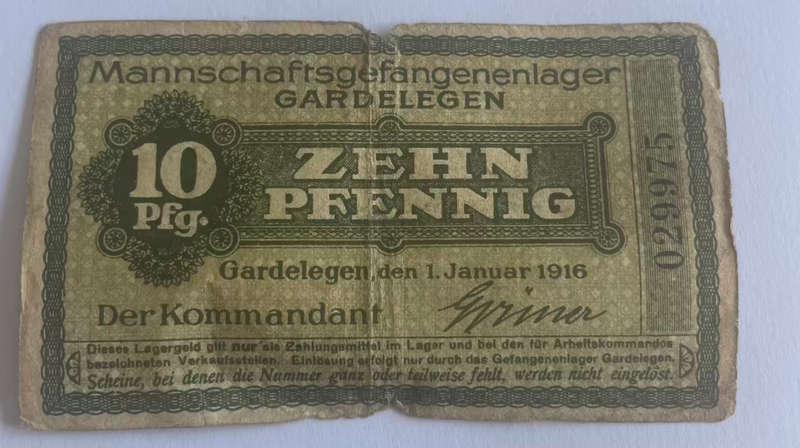 Mannschaftsgefangenenlager
GARDELEGEN
10
Pfg.
ZEHN
PFENNIG
029975
Gardelegen, den 1. Januar 1916
Der Kommandant
Dieses Lagergeld gilt nur als Zahlungsmittel im Lager und bei den für Arbeitskommandos
bezeichneten Verkaufsstellen. Einlösung erfolgt nur durch das Gefangenenlager Gardelegen.
Scheine, bei denen die Nummer ganz oder teilweise fehlt, werden nicht eingelöst.